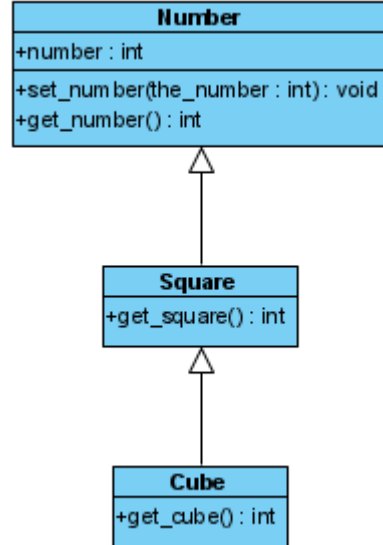 Number
+number : int
+set_number(the_number : int) : void
+get_number() : int
Square
+get_square() : int
Cube
+get_cube() : int